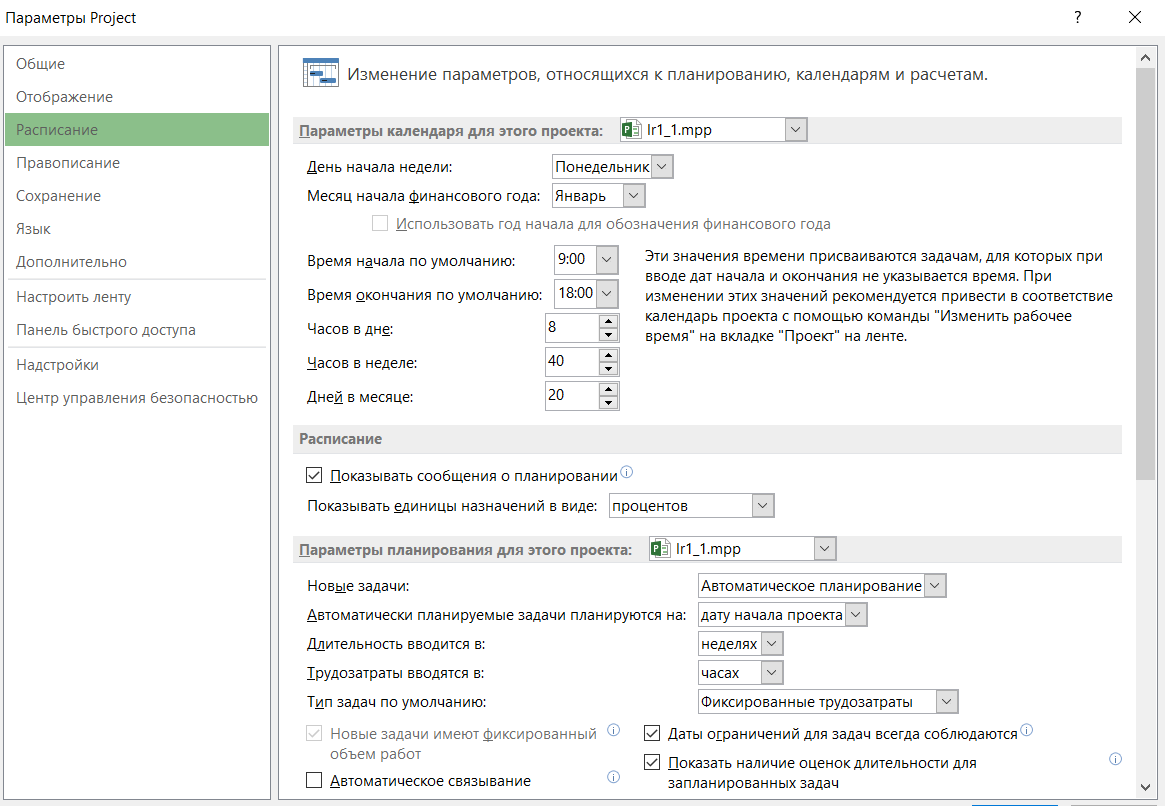 Параметры Project
?
Общие
Отображение
Расписание
Правописание
Сохранение
Язык
Дополнительно
Настроить ленту
Панель быстрого доступа
Надстройки
Центр управления безопасностью
Изменение параметров, относящихся к планированию, календарям и расчетам.
Параметры календаря для этого проекта: lr1_1.mpp
День начала недели: Понедельник
Месяц начала финансового года: Январь
Использовать год начала для обозначения финансового года
Время начала по умолчанию: 9:00
Время окончания по умолчанию: 18:00
Часов в дне: 8
Часов в неделе: 40
Дней в месяце: 20
Эти значения времени присваиваются задачам, для которых при
вводе дат начала и окончания не указывается время. При
изменении этих значений рекомендуется привести в соответствие
календарь проекта с помощью команды "Изменить рабочее
время" на вкладке "Проект" на ленте.
Расписание
Показывать сообщения о планировании
Показывать единицы назначений в виде: процентов
Параметры планирования для этого проекта: lr1_1.mpp
Новые задачи: Автоматическое планирование
Автоматически планируемые задачи планируются на: дату начала проекта
Длительность вводится в: неделях
Трудозатраты вводятся в: часах
Тип задач по умолчанию: Фиксированные трудозатраты
Новые задачи имеют фиксированный
объем работ
Автоматическое связывание
Даты ограничений для задач всегда соблюдаются
Показать наличие оценок длительности для
запланированных задач